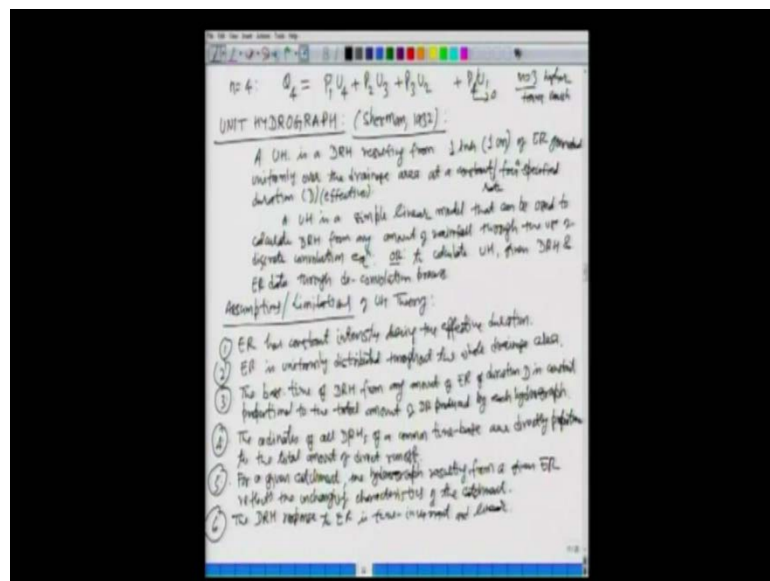 n=4: Q4 = P1U4 + P2U3 + P3U2 + P4U1
UNIT HYDROGRAPH: (Sherman, 1932):
A UH is a DRH resulting from 1 Inch (1 cm) of ER generated
uniformly over the drainage area at a constant / for a specified
rate
duration (D)/(effective).
A UH is a simple linear model that can be used to
calculate DRH from any amount of rainfall through the use of
discrete convolution eqn. OR to calculate UH, given DRH &
ER data through de-convolution
Assumptions/Limitations of UH Theory:
① ER has constant intensity during the effective duration.
② ER is uniformly distributed throughout the whole drainage area.
③ The base time of DRH from any amount of ER of duration D is constant
proportional to the total amount of DR produced by each hydrograph.
④ The ordinates of all DRHs of a common time-base are directly
to the total amount of direct runoff.
⑤ For a given catchment, the hydrograph resulting from a given ER
reflects the unchanging characteristics of the catchment.
⑥ The DRH response to ER is time-invariant and linear.